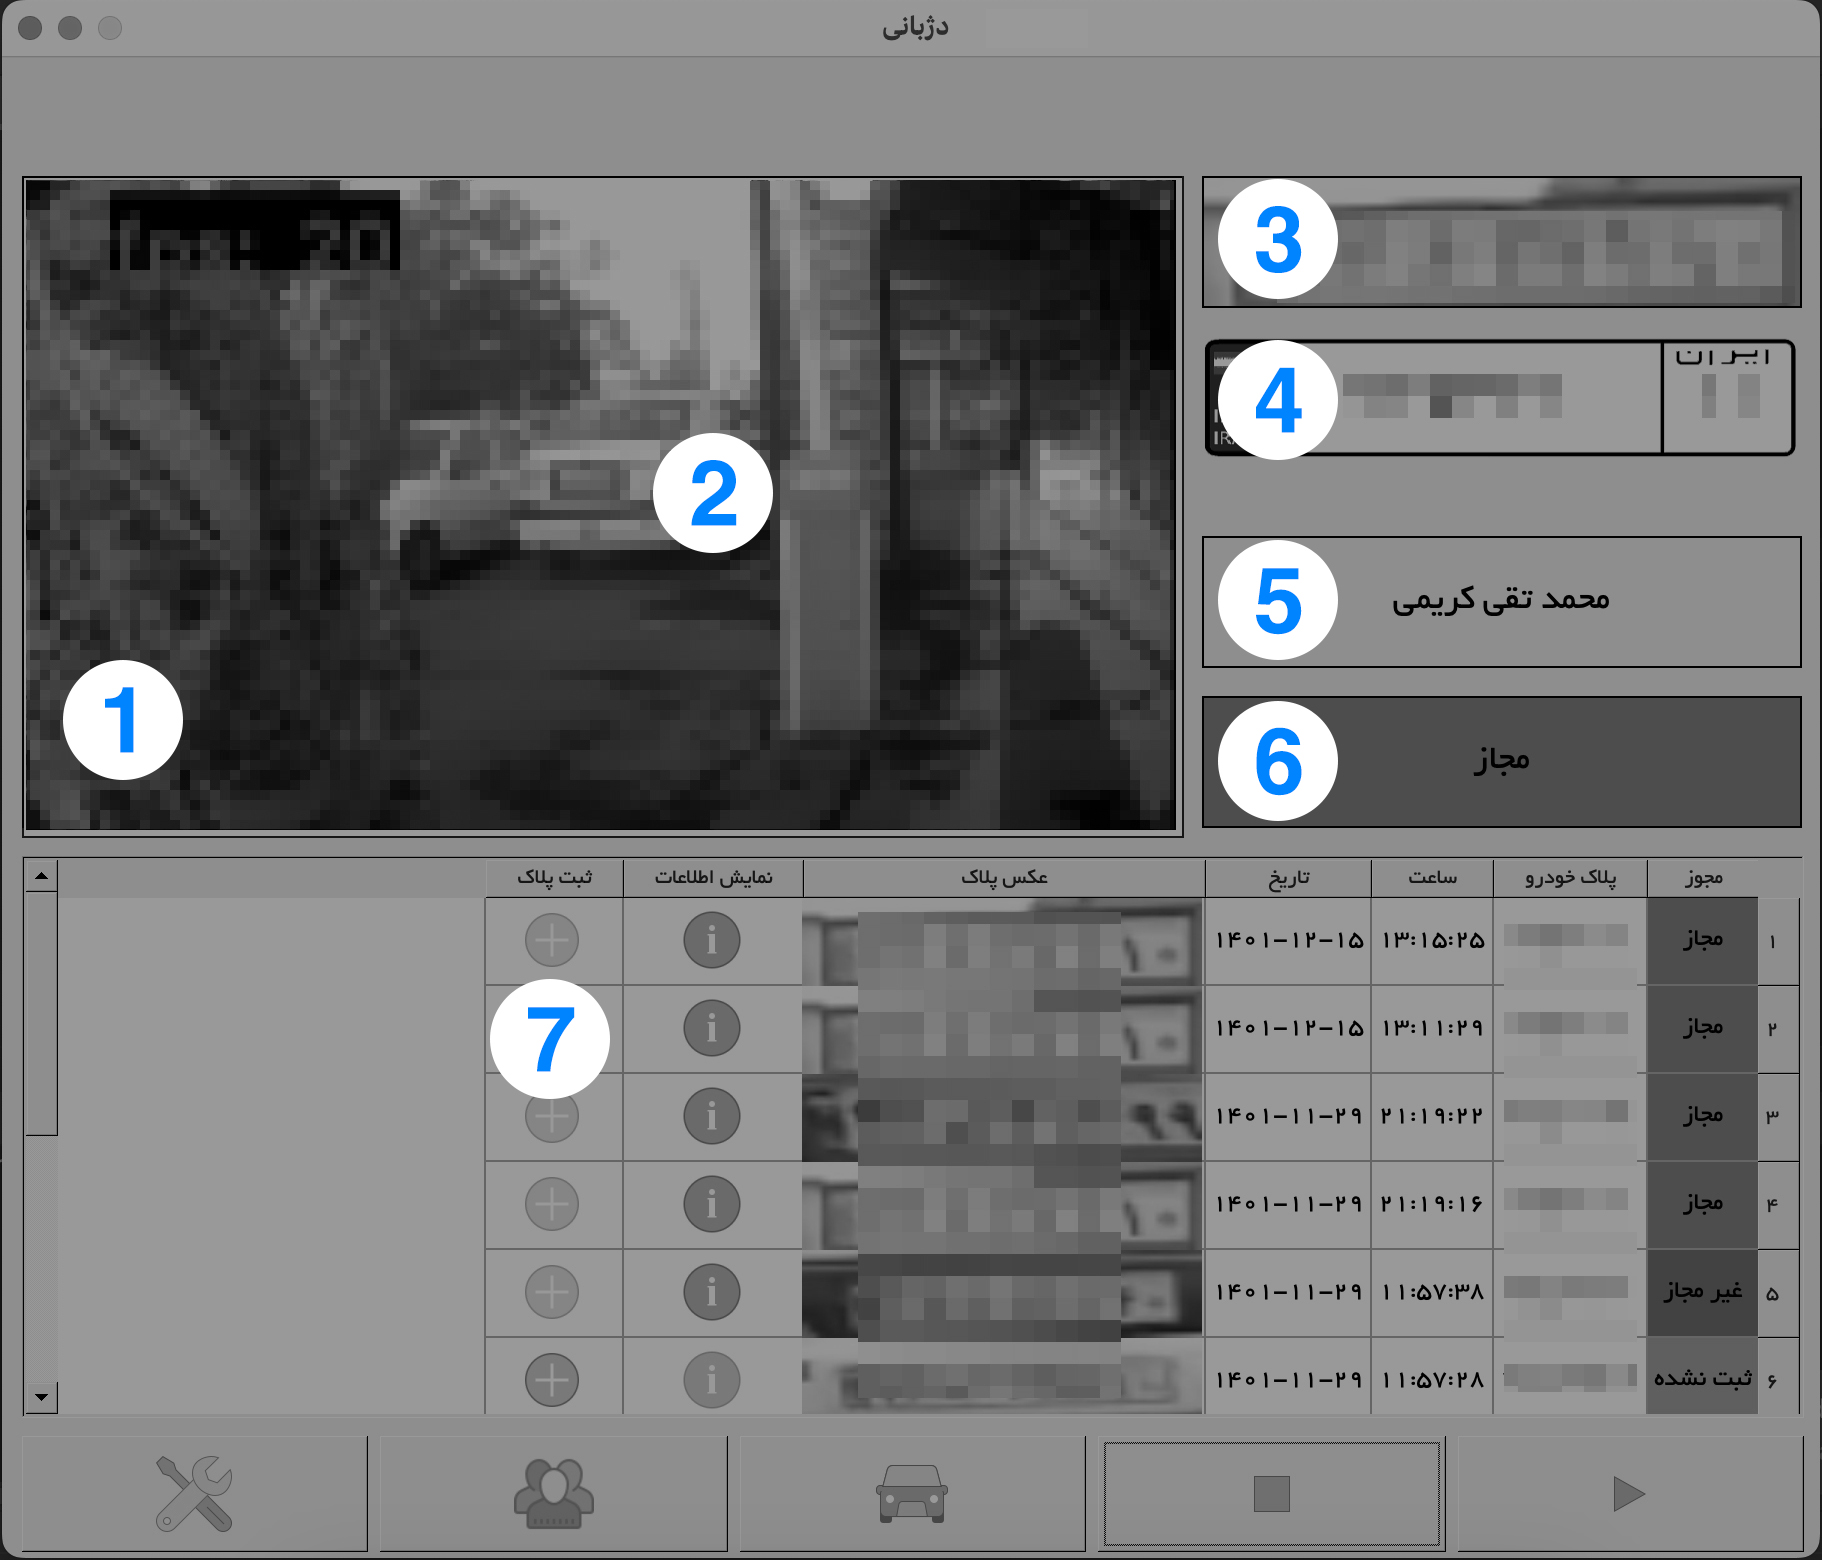 دژبانی
1
2
3
4
ایران
5
محمد تقی کریمی
6
مجاز
مجوز پلاک خودرو ساعت تاریخ عکس پلاک نمایش اطلاعات ثبت پلاک
۱ مجاز ۱۳:۱۵:۲۵ ۱۴۰۱-۱۲-۱۵
۲ مجاز ۱۳:۱۱:۲۹ ۱۴۰۱-۱۲-۱۵
7
۳ مجاز ۲۱:۱۹:۲۲ ۱۴۰۱-۱۱-۲۹
۴ مجاز ۲۱:۱۹:۱۶ ۱۴۰۱-۱۱-۲۹
۵ غیر مجاز ۱۱:۵۷:۳۸ ۱۴۰۱-۱۱-۲۹
۶ ثبت نشده ۱۱:۵۷:۲۸ ۱۴۰۱-۱۱-۲۹